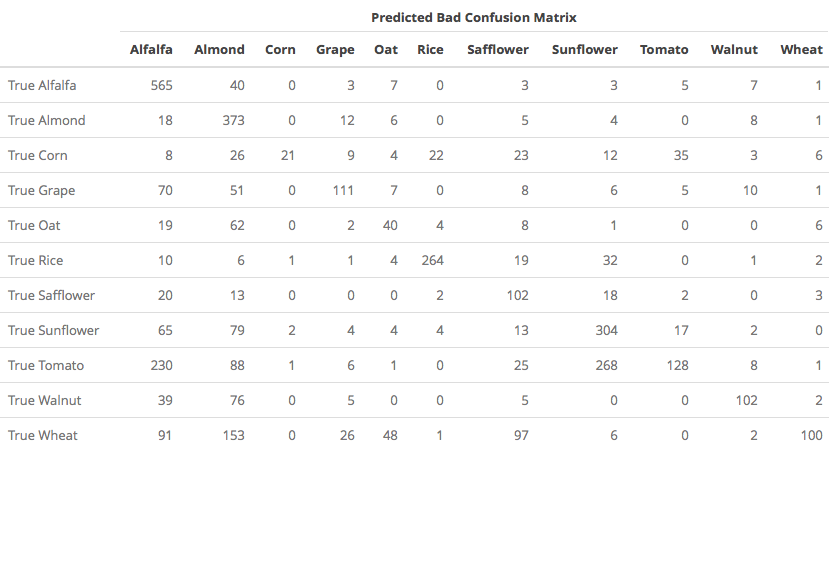 Predicted Bad Confusion Matrix
Alfalfa Almond Corn Grape Oat Rice Safflower Sunflower Tomato Walnut Wheat
True Alfalfa 565 40 0 3 7 0 3 3 5 7 1
True Almond 18 373 0 12 6 0 5 4 0 8 1
True Corn 8 26 21 9 4 22 23 12 35 3 6
True Grape 70 51 0 111 7 0 8 6 5 10 1
True Oat 19 62 0 2 40 4 8 1 0 0 6
True Rice 10 6 1 1 4 264 19 32 0 1 2
True Safflower 20 13 0 0 0 2 102 18 2 0 3
True Sunflower 65 79 2 4 4 4 13 304 17 2 0
True Tomato 230 88 1 6 1 0 25 268 128 8 1
True Walnut 39 76 0 5 0 0 5 0 0 102 2
True Wheat 91 153 0 26 48 1 97 6 0 2 100